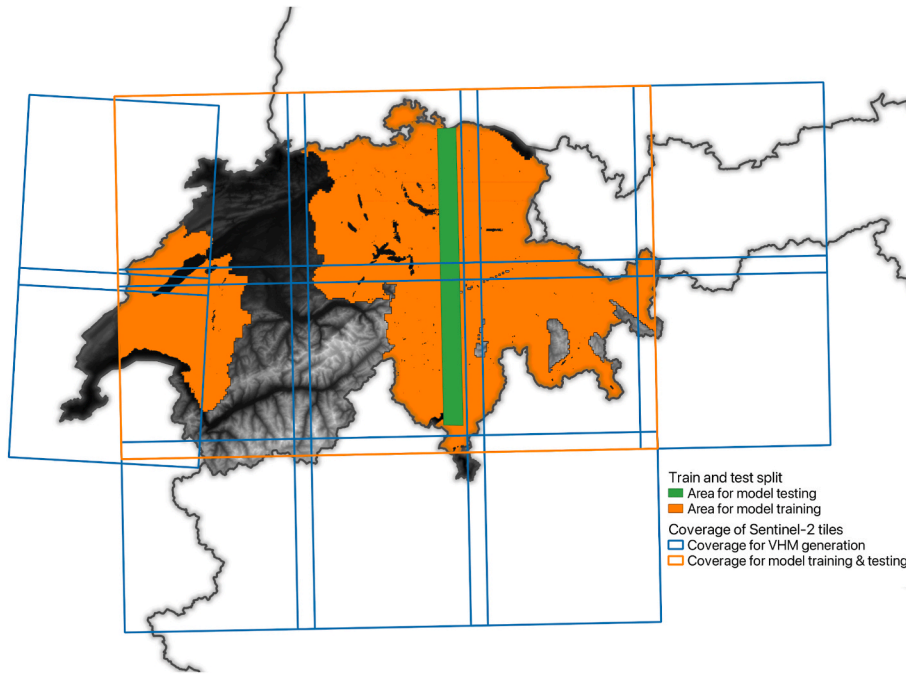 Train and test split
Area for model testing
Area for model training
Coverage of Sentinel-2 tiles
Coverage for VHM generation
Coverage for model training & testing